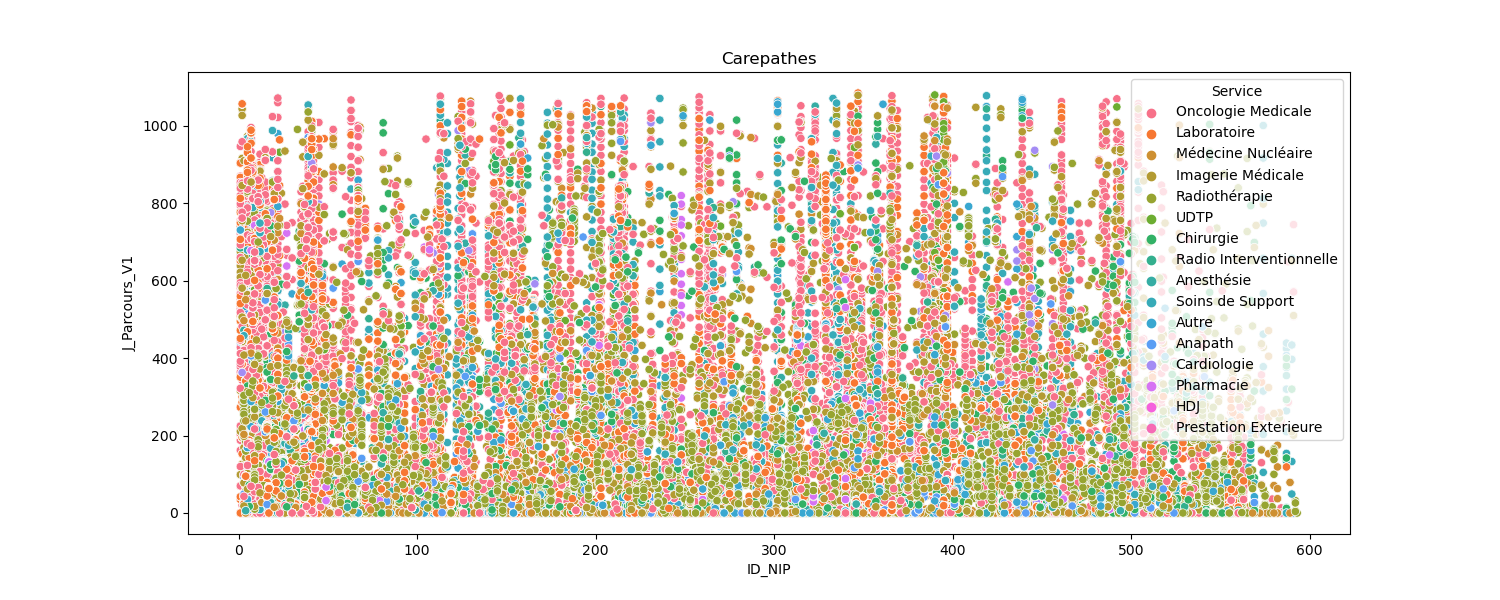 Carepathes
J_Parcours_V1
1000
800
600
400
200
0
0 100 200 300 400 500 600
ID_NIP
Service
Oncologie Medicale
Laboratoire
Médecine Nucléaire
Imagerie Médicale
Radiothérapie
UDTP
Chirurgie
Radio Interventionnelle
Anesthésie
Soins de Support
Autre
Anapath
Cardiologie
Pharmacie
HDJ
Prestation Exterieure